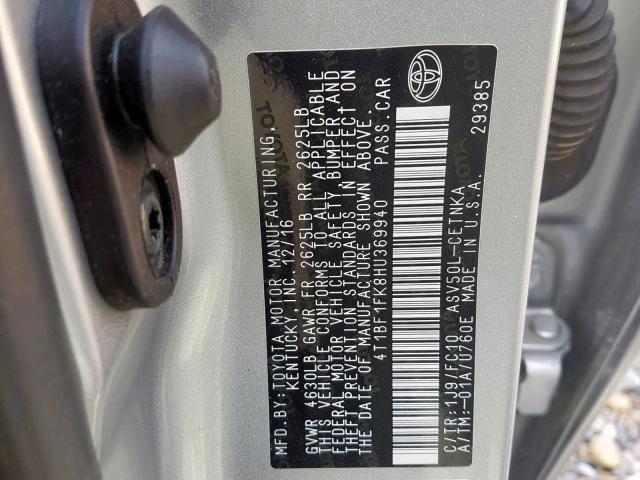 MFD.BY:TOYOTA MOTOR MANUFACTURING,
KENTUCKY,INC. 12/16
GVWR 4630LB GAWR FR 2625LB RR 2625LB
THIS VEHICLE CONFORMS TO ALL APPLICABLE
FEDERAL MOTOR VEHICLE SAFETY, BUMPER AND
THEFT PREVENTION STANDARDS IN EFFECT ON
THE DATE OF MANUFACTURE SHOWN ABOVE.
4T1BF1FK8HU369940 PASS.CAR
C/TR:1J9/FC10 ASV50L-CETNKA
A/TM:-01A/U760E MADE IN U.S.A.
29385